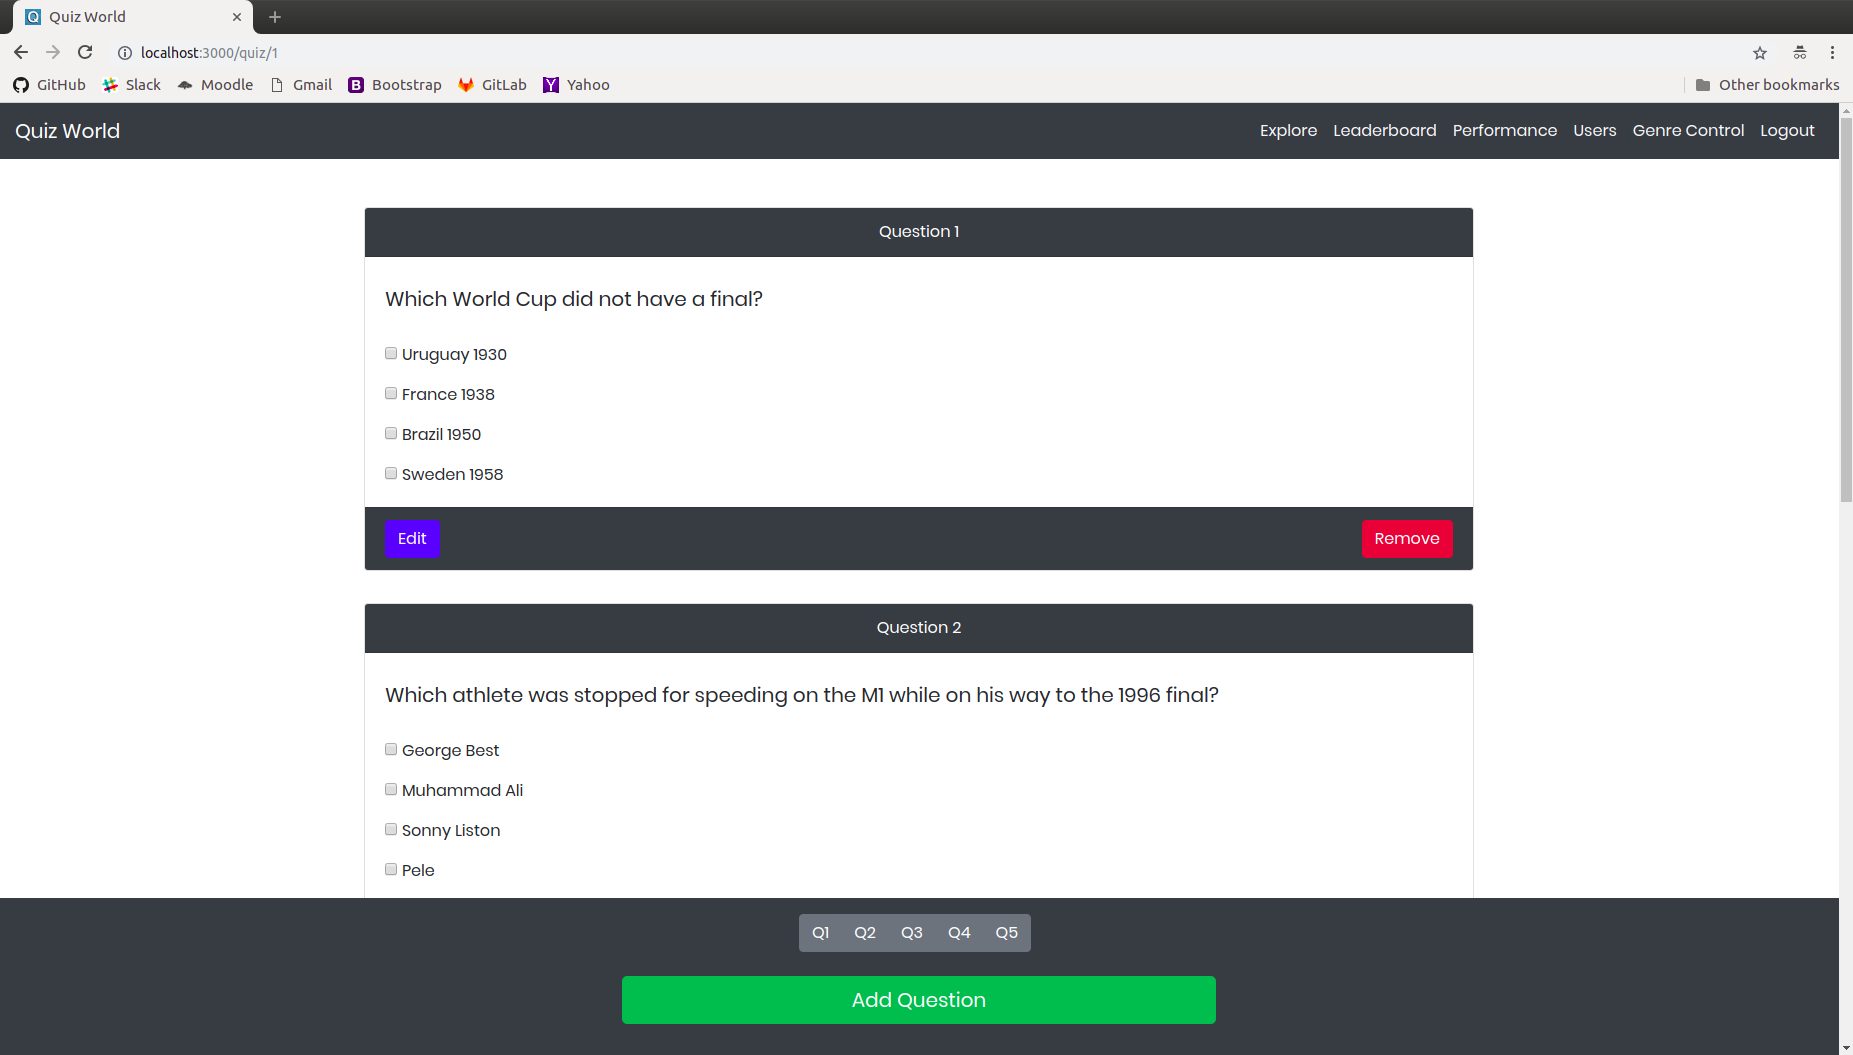 Quiz World
localhost:3000/quiz/1
GitHub Slack Moodle Gmail Bootstrap GitLab Yahoo Other bookmarks
Quiz World Explore Leaderboard Performance Users Genre Control Logout
Question 1
Which World Cup did not have a final?
Uruguay 1930
France 1938
Brazil 1950
Sweden 1958
Edit Remove
Question 2
Which athlete was stopped for speeding on the M1 while on his way to the 1996 final?
George Best
Muhammad Ali
Sonny Liston
Pele
Q1 Q2 Q3 Q4 Q5
Add Question